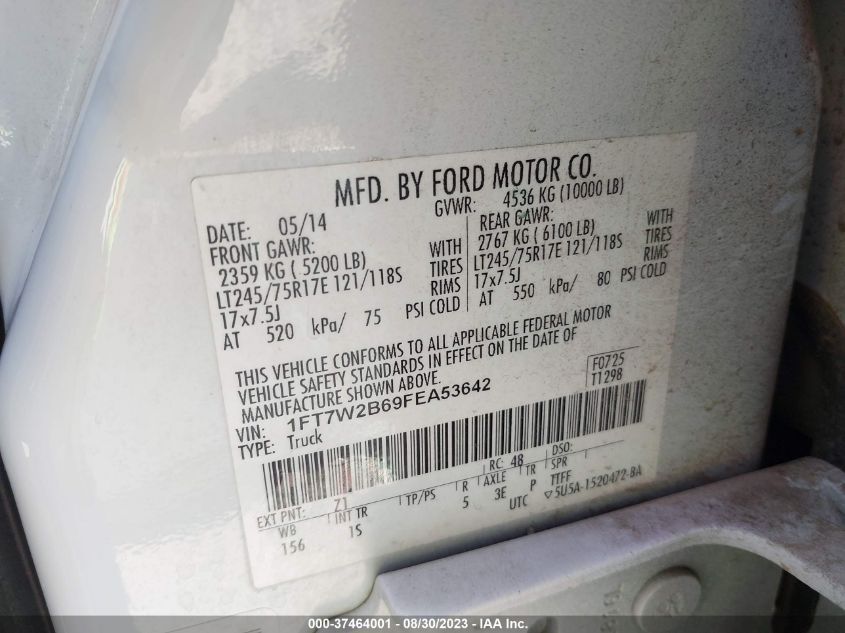 MFD. BY FORD MOTOR CO.
DATE: 05/14 GVWR: 4536 KG (10000 LB)
FRONT GAWR: REAR GAWR:
2359 KG ( 5200 LB) WITH 2767 KG ( 6100 LB) WITH
LT245/75R17E 121/118S TIRES LT245/75R17E 121/118S TIRES
17x7.5J RIMS 17x7.5J RIMS
AT 520 kPa/ 75 PSI COLD AT 550 kPa/ 80 PSI COLD
THIS VEHICLE CONFORMS TO ALL APPLICABLE FEDERAL MOTOR
VEHICLE SAFETY STANDARDS IN EFFECT ON THE DATE OF
MANUFACTURE SHOWN ABOVE.
VIN: 1FT7W2B69FEA53642 F0725
TYPE: Truck T1298
EXT PNT: Z1 RC: 48 DSO:
WB INT TR TP/PS R AXLE TR SPR
156 1S 5 3E P TTFF
UTC ▽5U5A-1520472-BA
000-37464001 - 08/30/2023 - IAA Inc.